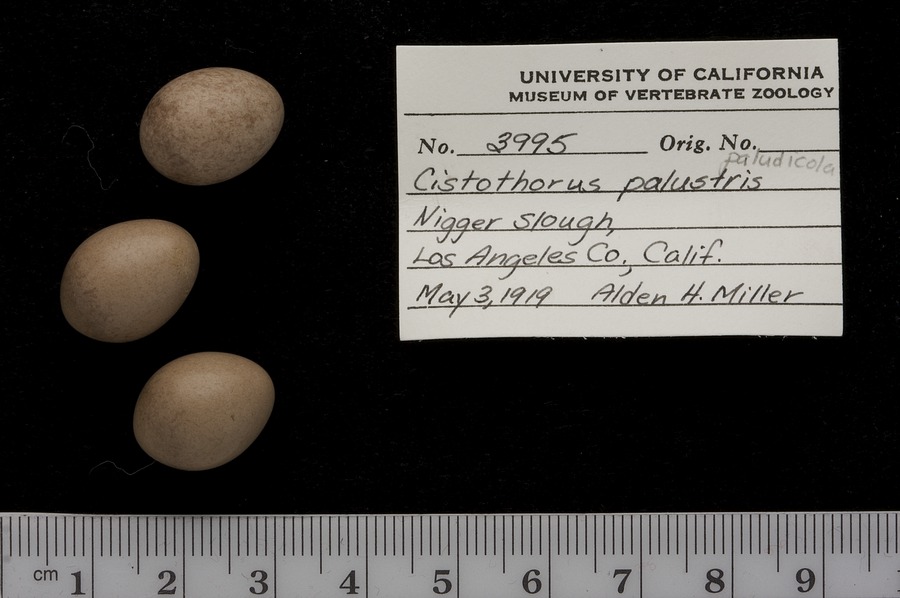 UNIVERSITY OF CALIFORNIA
MUSEUM OF VERTEBRATE ZOOLOGY
No. 3995 Orig. No.
paludicola
Cistothorus palustris
Nigger Slough,
Los Angeles Co., Calif.
May 3, 1919 Alden H. Miller
cm 1 2 3 4 5 6 7 8 9